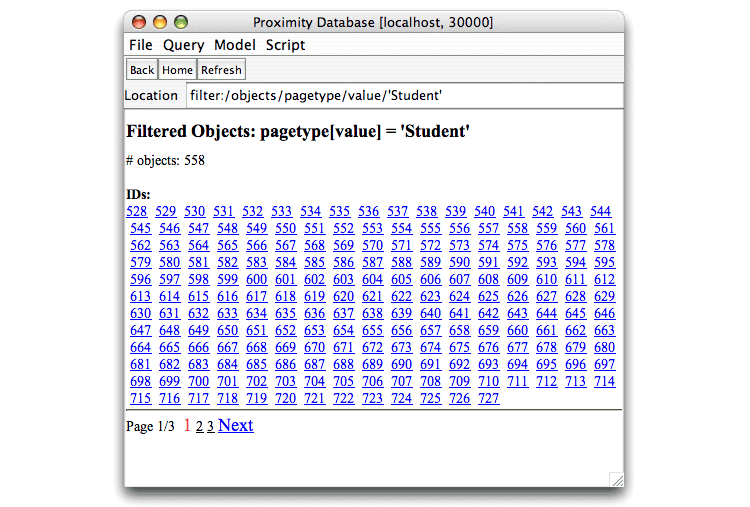 Proximity Database [localhost, 30000]
File Query Model Script
Back Home Refresh
Location filter:/objects/pagetype/value/'Student'
Filtered Objects: pagetype[value] = 'Student'
# objects: 558
IDs:
528 529 530 531 532 533 534 535 536 537 538 539 540 541 542 543 544
545 546 547 548 549 550 551 552 553 554 555 556 557 558 559 560 561
562 563 564 565 566 567 568 569 570 571 572 573 574 575 576 577 578
579 580 581 582 583 584 585 586 587 588 589 590 591 592 593 594 595
596 597 598 599 600 601 602 603 604 605 606 607 608 609 610 611 612
613 614 615 616 617 618 619 620 621 622 623 624 625 626 627 628 629
630 631 632 633 634 635 636 637 638 639 640 641 642 643 644 645 646
647 648 649 650 651 652 653 654 655 656 657 658 659 660 661 662 663
664 665 666 667 668 669 670 671 672 673 674 675 676 677 678 679 680
681 682 683 684 685 686 687 688 689 690 691 692 693 694 695 696 697
698 699 700 701 702 703 704 705 706 707 708 709 710 711 712 713 714
715 716 717 718 719 720 721 722 723 724 725 726 727
Page 1/3 1 2 3 Next